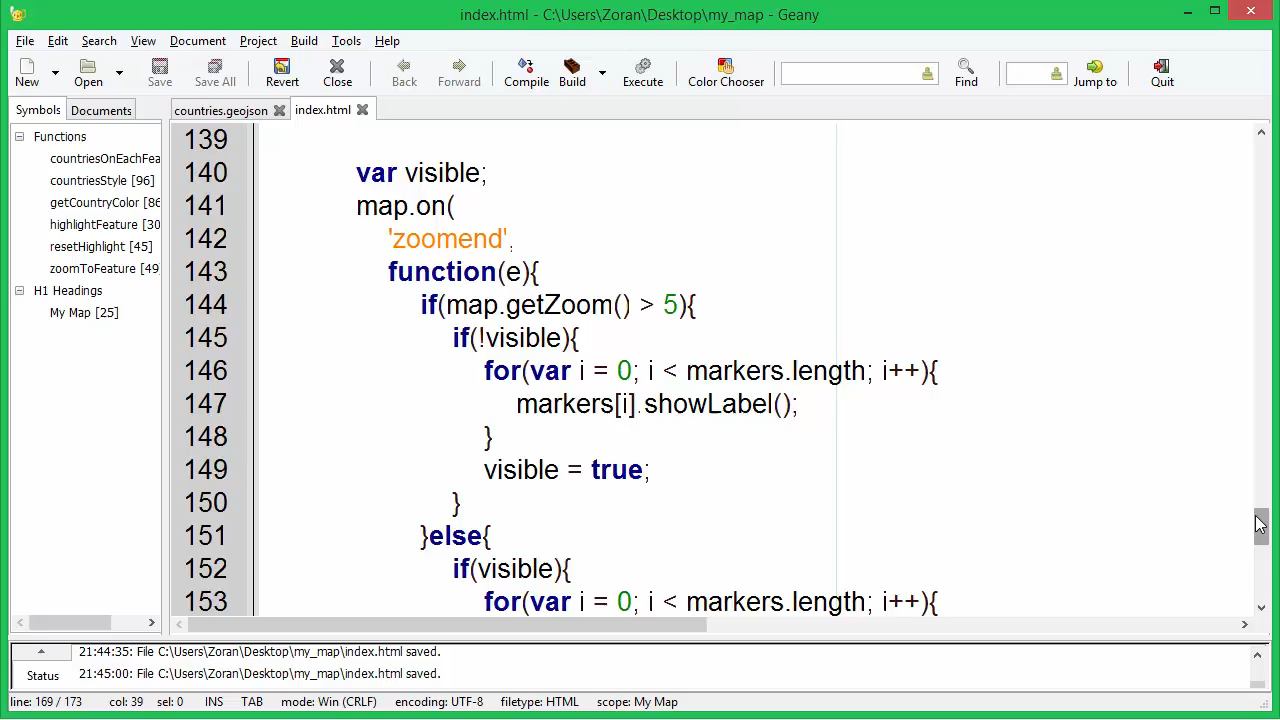 index.html - C:\Users\Zoran\Desktop\my_map - Geany
File Edit Search View Document Project Build Tools Help
New Open Save Save All Revert Close Back Forward Compile Build Execute Color Chooser Find Jump to Quit
Symbols Documents countries.geojson index.html
Functions
countriesOnEachFea
countriesStyle [96]
getCountryColor [86
highlightFeature [30
resetHighlight [45]
zoomToFeature [49]
H1 Headings
My Map [25]
139
140 var visible;
141 map.on(
142 'zoomend',
143 function(e){
144 if(map.getZoom() > 5){
145 if(!visible){
146 for(var i = 0; i < markers.length; i++){
147 markers[i].showLabel();
148 }
149 visible = true;
150 }
151 }else{
152 if(visible){
153 for(var i = 0; i < markers.length; i++){
Status
21:44:35: File C:\Users\Zoran\Desktop\my_map\index.html saved.
21:45:00: File C:\Users\Zoran\Desktop\my_map\index.html saved.
line: 169 / 173 col: 39 sel: 0 INS TAB mode: Win (CRLF) encoding: UTF-8 filetype: HTML scope: My Map